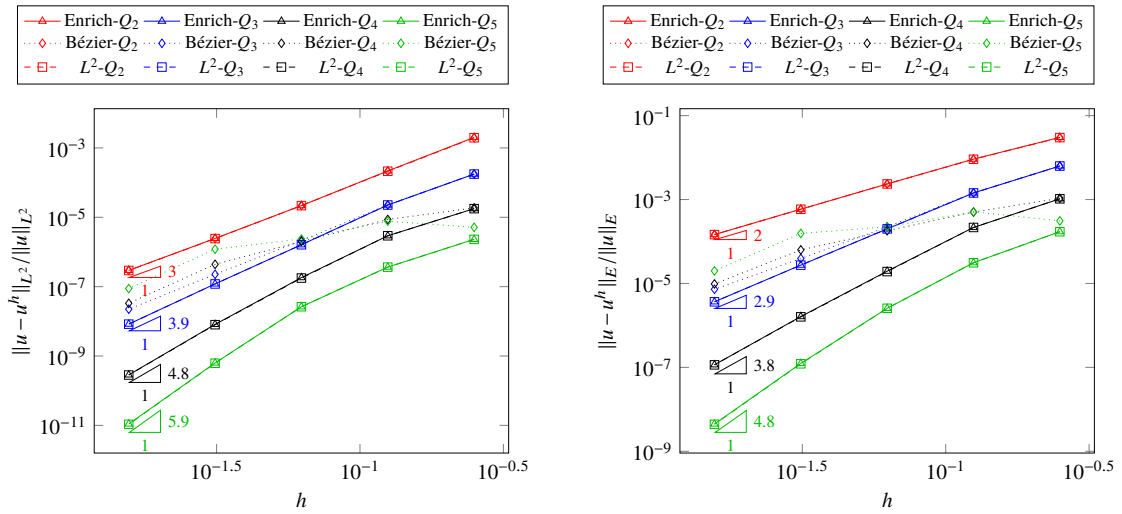 Enrich-Q₂ Enrich-Q₃ Enrich-Q₄ Enrich-Q₅
Bézier-Q₂ Bézier-Q₃ Bézier-Q₄ Bézier-Q₅
L²-Q₂ L²-Q₃ L²-Q₄ L²-Q₅
‖u − uʰ‖_L² / ‖u‖_L²
10⁻³
10⁻⁵
10⁻⁷
10⁻⁹
10⁻¹¹
3
1
3.9
1
4.8
1
5.9
1
10⁻¹·⁵ 10⁻¹ 10⁻⁰·⁵
h
Enrich-Q₂ Enrich-Q₃ Enrich-Q₄ Enrich-Q₅
Bézier-Q₂ Bézier-Q₃ Bézier-Q₄ Bézier-Q₅
L²-Q₂ L²-Q₃ L²-Q₄ L²-Q₅
‖u − uʰ‖_E / ‖u‖_E
10⁻¹
10⁻³
10⁻⁵
10⁻⁷
10⁻⁹
2
1
2.9
1
3.8
1
4.8
1
10⁻¹·⁵ 10⁻¹ 10⁻⁰·⁵
h